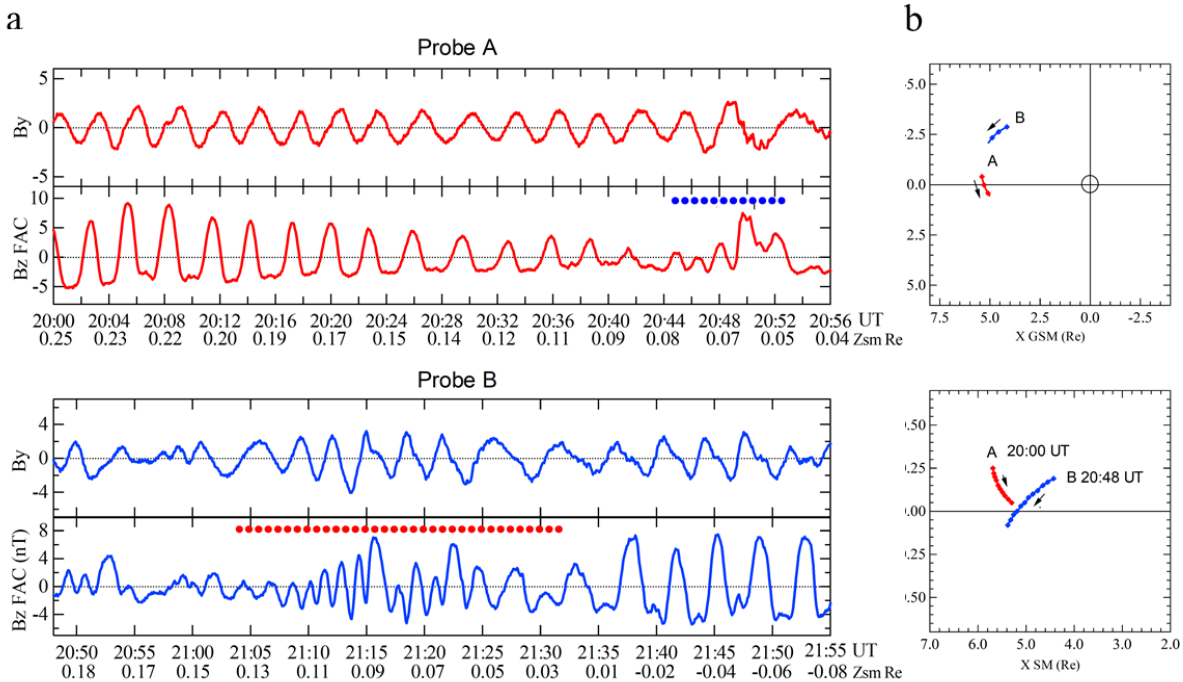 a
b
Probe A
By
5
0
-5
Bz FAC
10
0
-5
20:00 20:04 20:08 20:12 20:16 20:20 20:24 20:28 20:32 20:36 20:40 20:44 20:48 20:52 20:56 UT
0.25 0.23 0.22 0.20 0.19 0.17 0.15 0.14 0.12 0.11 0.09 0.08 0.07 0.05 0.04 Zsm Re
Probe B
By
4
0
-4
Bz FAC (nT)
8
4
0
-4
20:50 20:55 21:00 21:05 21:10 21:15 21:20 21:25 21:30 21:35 21:40 21:45 21:50 21:55 UT
0.18 0.17 0.15 0.13 0.11 0.09 0.07 0.05 0.03 0.01 -0.02 -0.04 -0.06 -0.08 Zsm Re
5.0
2.5
0.0
2.5
5.0
B
A
7.5 5.0 2.5 0.0 -2.5
X GSM (Re)
.50
.25
.00
.25
.50
A 20:00 UT
B 20:48 UT
7.0 6.0 5.0 4.0 3.0 2.0
X SM (Re)